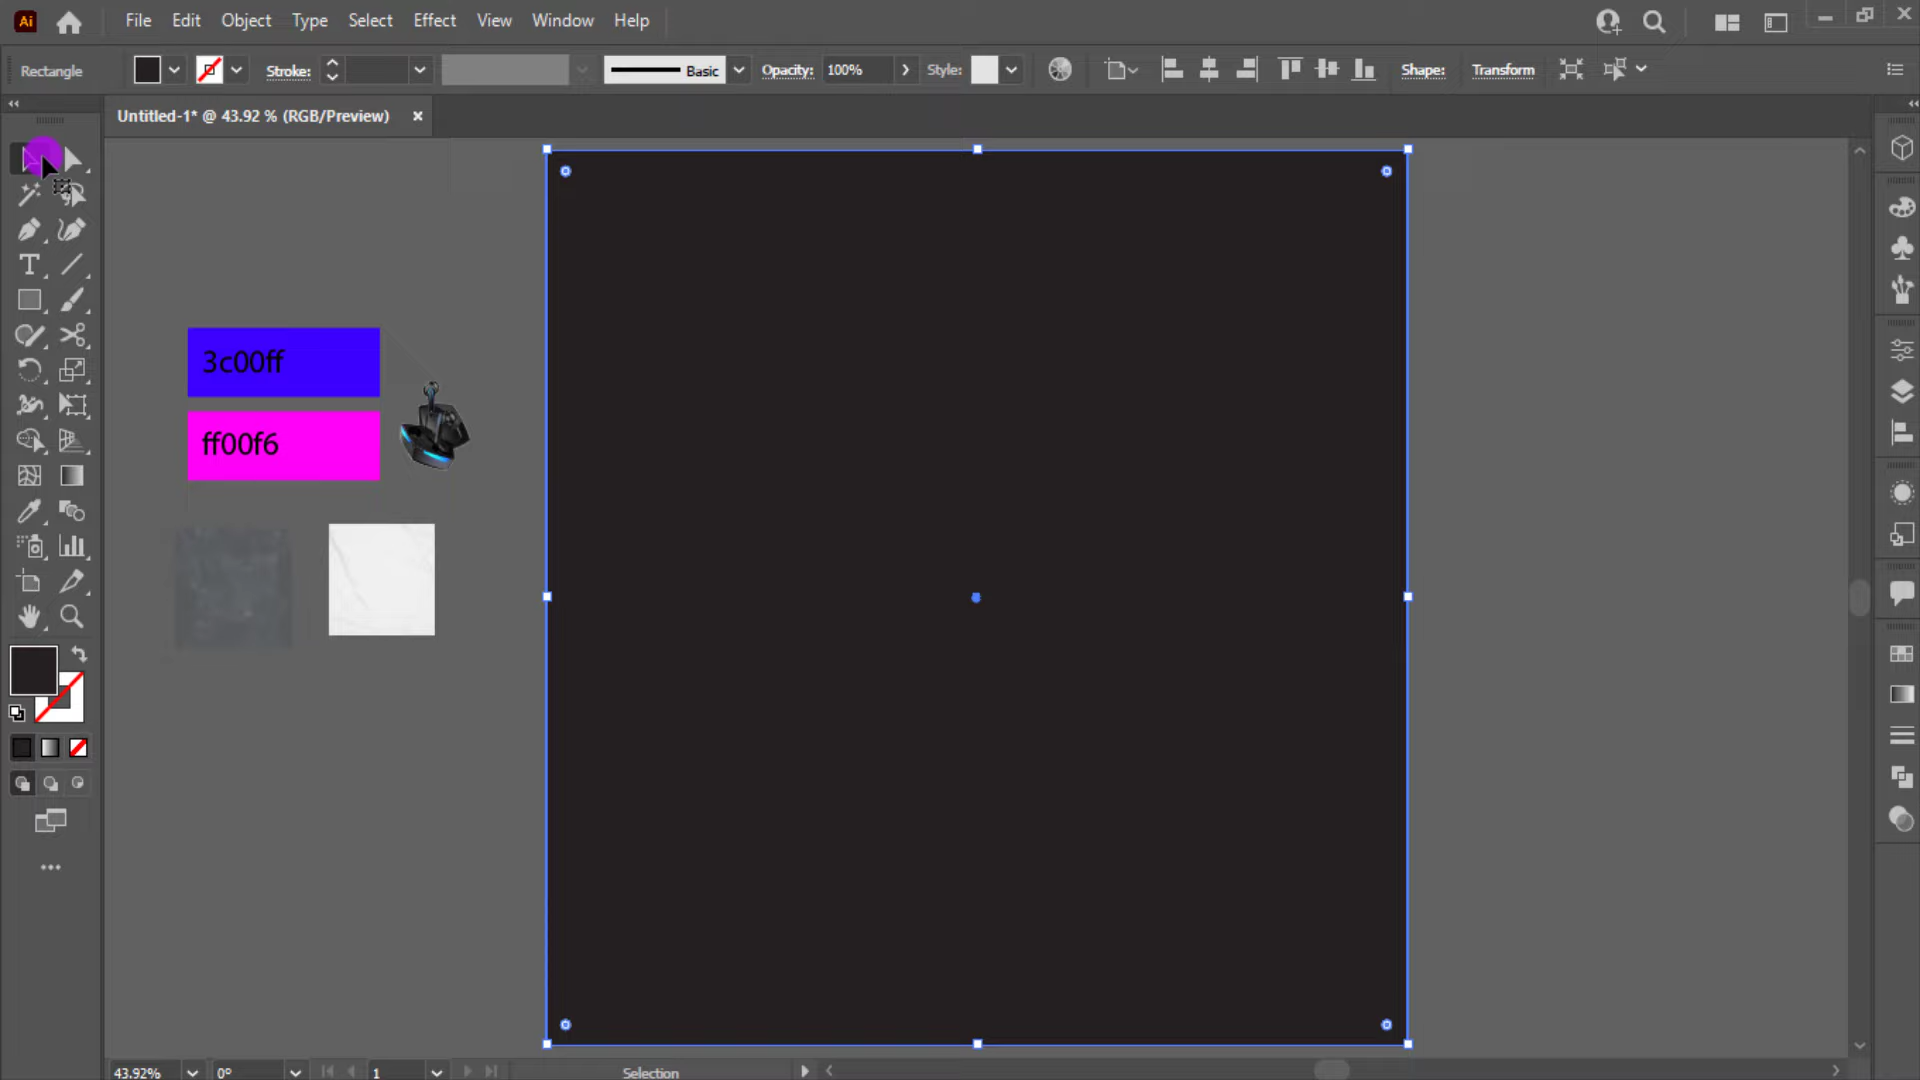 Ai
File Edit Object Type Select Effect View Window Help
Rectangle Stroke: Basic Opacity: 100% Style: Shape: Transform
Untitled-1* @ 43.92 % (RGB/Preview) ×
3c00ff
ff00f6
43.92% 0° 1 Selection